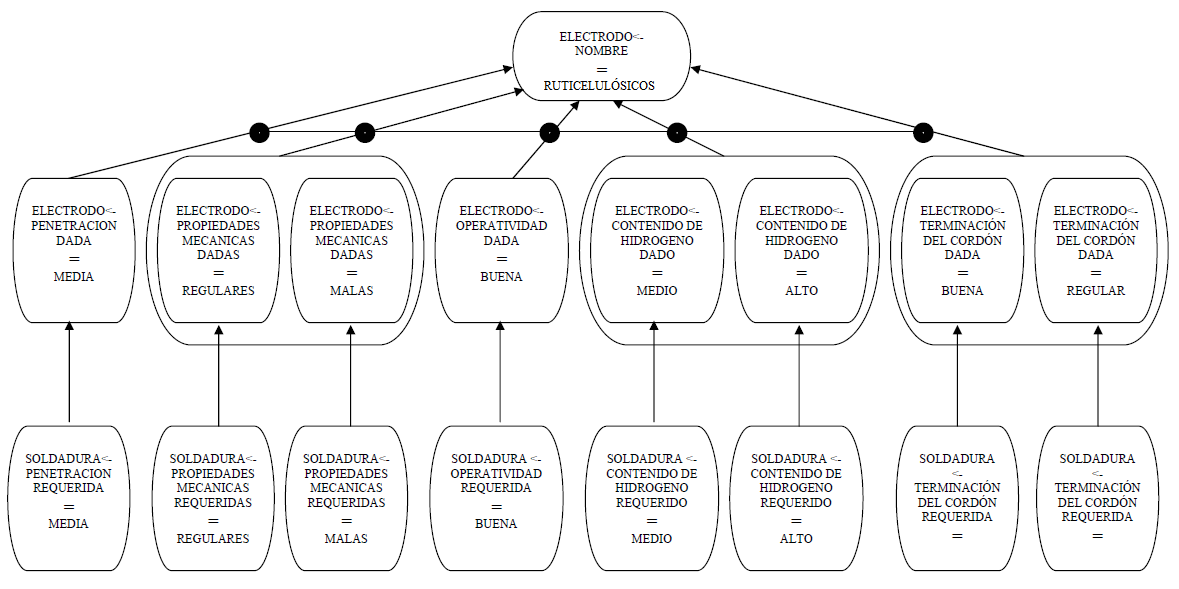 ELECTRODO<-
NOMBRE
=
RUTICELULÓSICOS
ELECTRODO<-
PENETRACION
DADA
=
MEDIA
ELECTRODO<-
PROPIEDADES
MECANICAS
DADAS
=
REGULARES
ELECTRODO<-
PROPIEDADES
MECANICAS
DADAS
=
MALAS
ELECTRODO<-
OPERATIVIDAD
DADA
=
BUENA
ELECTRODO<-
CONTENIDO DE
HIDROGENO
DADO
=
MEDIO
ELECTRODO<-
CONTENIDO DE
HIDROGENO
DADO
=
ALTO
ELECTRODO<-
TERMINACIÓN
DEL CORDÓN
DADA
=
BUENA
ELECTRODO<-
TERMINACIÓN
DEL CORDÓN
DADA
=
REGULAR
SOLDADURA<-
PENETRACION
REQUERIDA
=
MEDIA
SOLDADURA<-
PROPIEDADES
MECANICAS
REQUERIDAS
=
REGULARES
SOLDADURA<-
PROPIEDADES
MECANICAS
REQUERIDAS
=
MALAS
SOLDADURA <-
OPERATIVIDAD
REQUERIDA
=
BUENA
SOLDADURA <-
CONTENIDO DE
HIDROGENO
REQUERIDO
=
MEDIO
SOLDADURA <-
CONTENIDO DE
HIDROGENO
REQUERIDO
=
ALTO
SOLDADURA
<-
TERMINACIÓN
DEL CORDÓN
REQUERIDA
=
SOLDADURA
<-
TERMINACIÓN
DEL CORDÓN
REQUERIDA
=